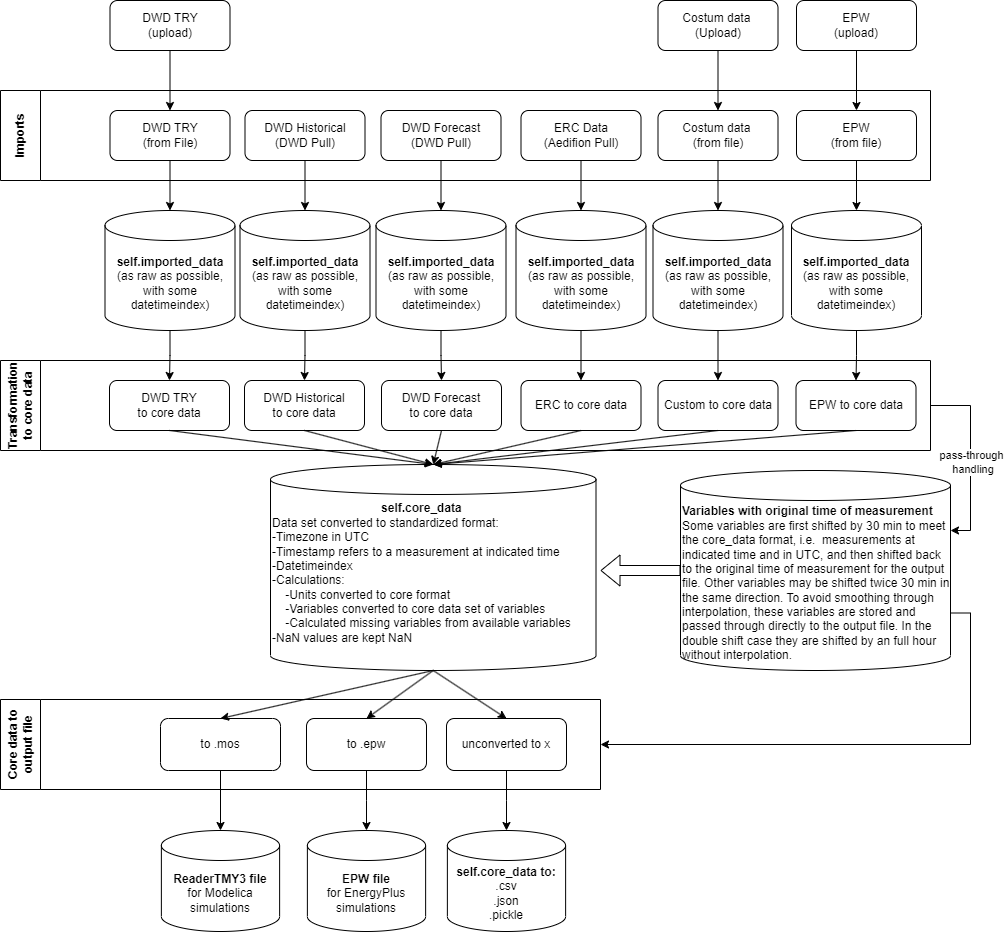 DWD TRY
(upload)
Costum data
(Upload)
EPW
(upload)
Imports
DWD TRY
(from File)
DWD Historical
(DWD Pull)
DWD Forecast
(DWD Pull)
ERC Data
(Aedifion Pull)
Costum data
(from file)
EPW
(from file)
self.imported_data
(as raw as possible,
with some
datetimeindex)
self.imported_data
(as raw as possible,
with some
datetimeindex)
self.imported_data
(as raw as possible,
with some
datetimeindex)
self.imported_data
(as raw as possible,
with some
datetimeindex)
self.imported_data
(as raw as possible,
with some
datetimeindex)
self.imported_data
(as raw as possible,
with some
datetimeindex)
Transformation
to core data
DWD TRY
to core data
DWD Historical
to core data
DWD Forecast
to core data
ERC to core data
Custom to core data
EPW to core data
pass-through
handling
self.core_data
Data set converted to standardized format:
-Timezone in UTC
-Timestamp refers to a measurement at indicated time
-Datetimeindex
-Calculations:
-Units converted to core format
-Variables converted to core data set of variables
-Calculated missing variables from available variables
-NaN values are kept NaN
Variables with original time of measurement
Some variables are first shifted by 30 min to meet
the core_data format, i.e. measurements at
indicated time and in UTC, and then shifted back
to the original time of measurement for the output
file. Other variables may be shifted twice 30 min in
the same direction. To avoid smoothing through
interpolation, these variables are stored and
passed through directly to the output file. In the
double shift case they are shifted by an full hour
without interpolation.
Core data to
output file
to .mos
to .epw
unconverted to x
ReaderTMY3 file
for Modelica
simulations
EPW file
for EnergyPlus
simulations
self.core_data to:
.csv
.json
.pickle